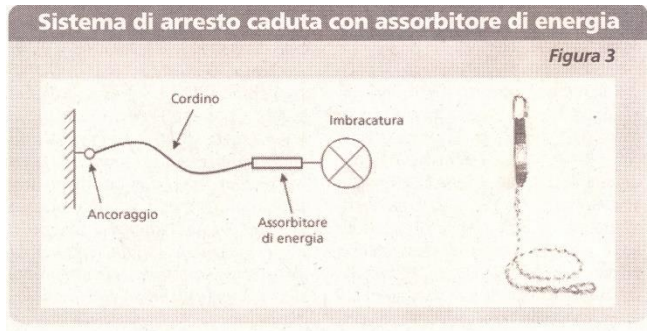 Sistema di arresto caduta con assorbitore di energia
Figura 3
Cordino
Imbracatura
Ancoraggio
Assorbitore
di energia